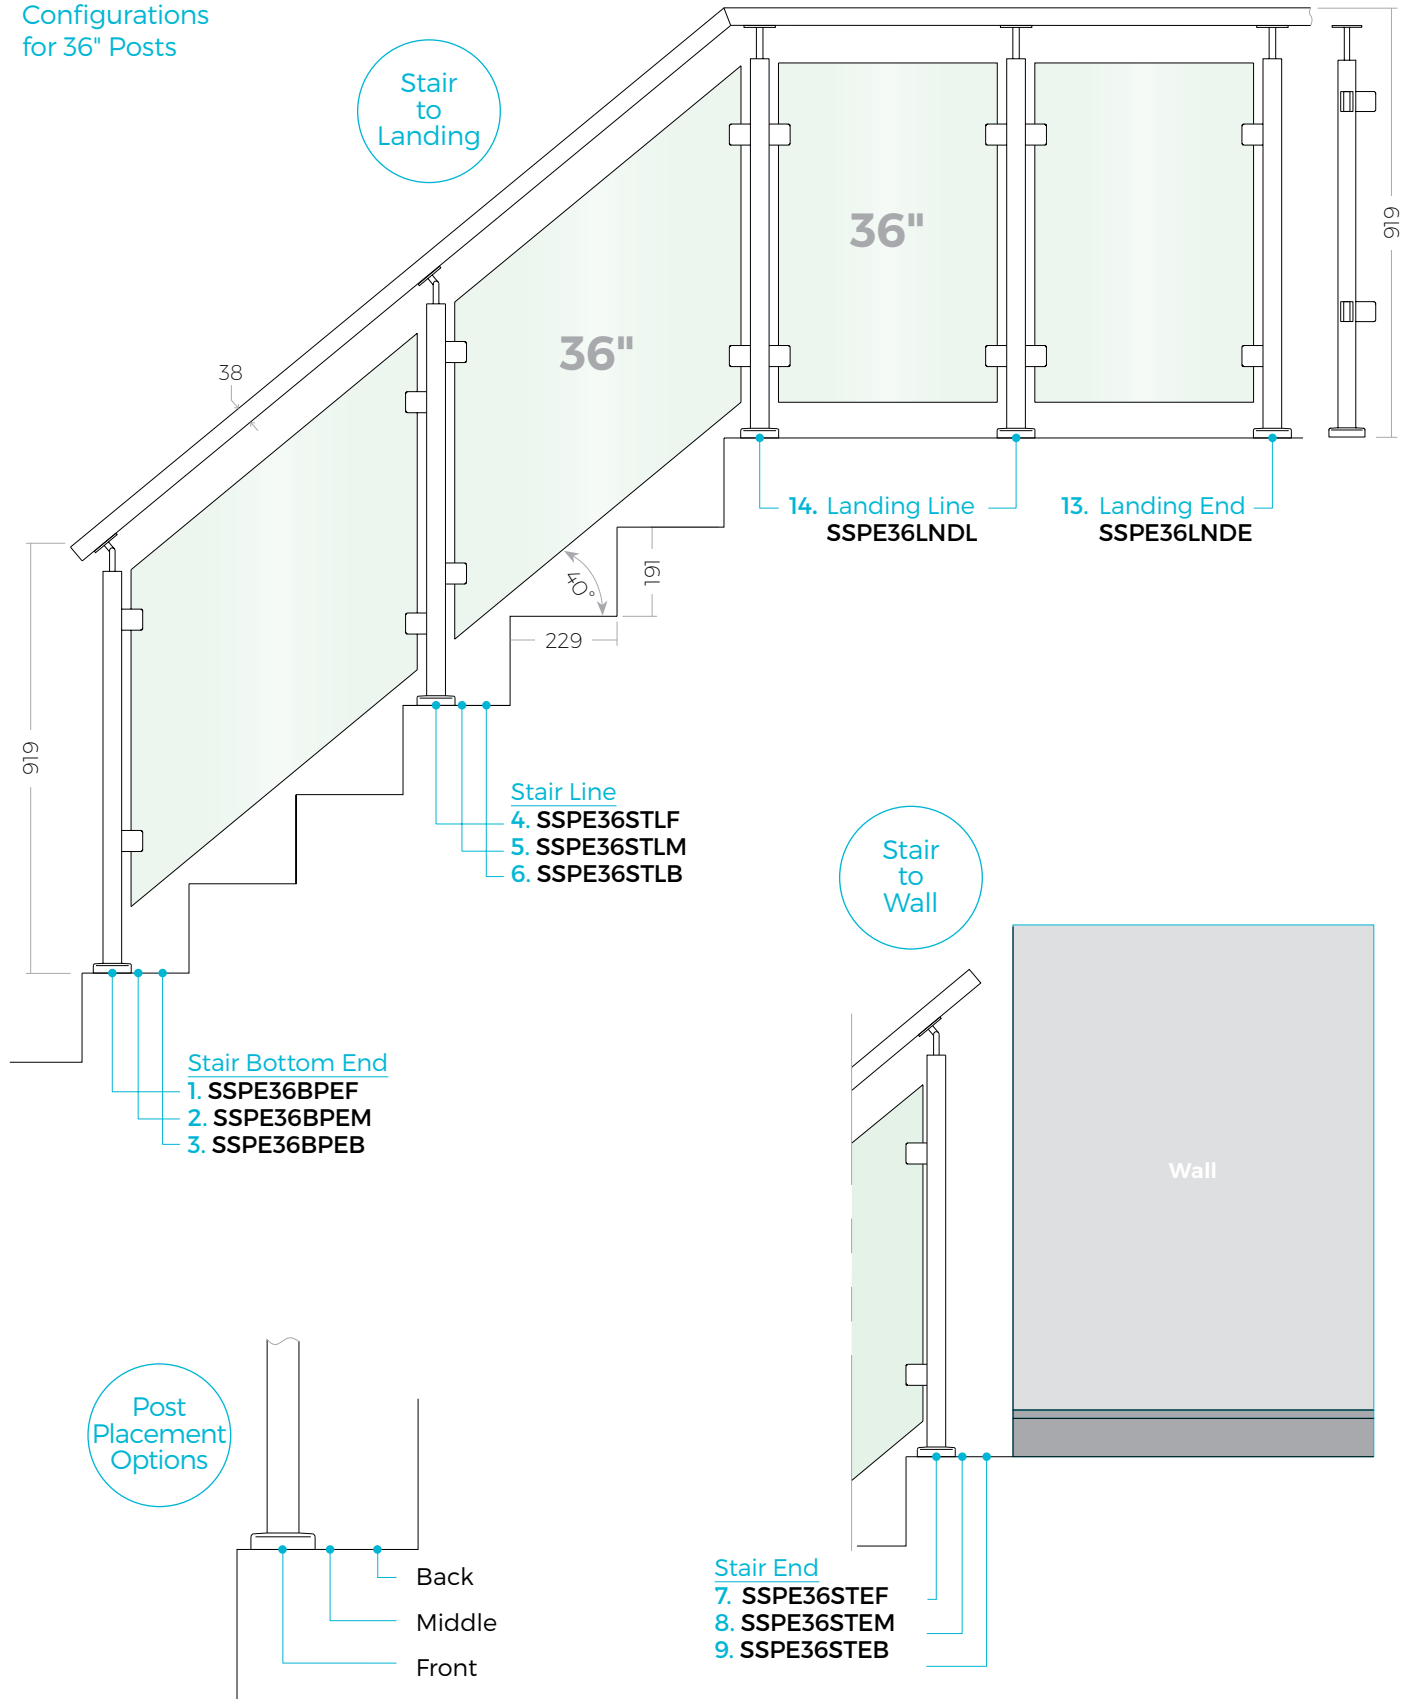 Configurations
for 36" Posts
Stair
to
Landing
36"
36"
38
916
14. Landing Line
SSPE36LNDL
13. Landing End
SSPE36LNDE
40°
191
229
919
Stair Line
4. SSPE36STLF
5. SSPE36STLM
6. SSPE36STLB
Stair
to
Wall
Wall
Stair Bottom End
1. SSPE36BPEF
2. SSPE36BPEM
3. SSPE36BPEB
Post
Placement
Options
Back
Middle
Front
Stair End
7. SSPE36STEF
8. SSPE36STEM
9. SSPE36STEB